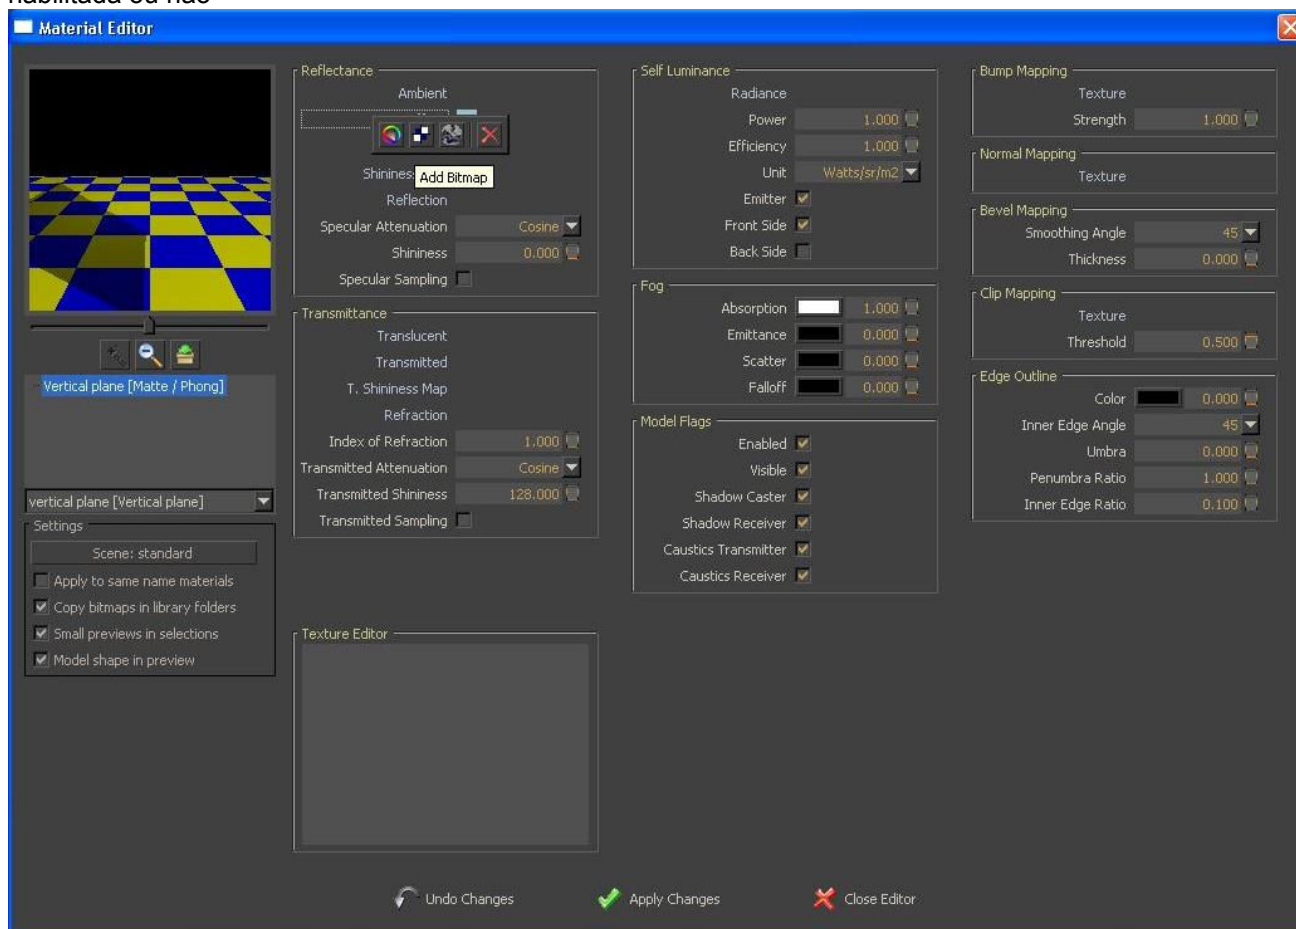 habilitada ou não
Material Editor
Vertical plane [Matte / Phong]
vertical plane [Vertical plane]
Settings
Scene: standard
Apply to same name materials
Copy bitmaps in library folders
Small previews in selections
Model shape in preview
Reflectance
Ambient
Add Bitmap
Reflection
Specular Attenuation Cosine
Shininess 0.000
Specular Sampling
Transmittance
Translucent
Transmitted
T. Shininess Map
Refraction
Index of Refraction 1.000
Transmitted Attenuation Cosine
Transmitted Shininess 128.000
Transmitted Sampling
Texture Editor
Self Luminance
Radiance
Power 1.000
Efficiency 1.000
Unit Watts/sr/m2
Emitter
Front Side
Back Side
Fog
Absorption 1.000
Emittance 0.000
Scatter 0.000
Falloff 0.000
Model Flags
Enabled
Visible
Shadow Caster
Shadow Receiver
Caustics Transmitter
Caustics Receiver
Bump Mapping
Texture
Strength 1.000
Normal Mapping
Texture
Bevel Mapping
Smoothing Angle 45
Thickness 0.000
Clip Mapping
Texture
Threshold 0.500
Edge Outline
Color 0.000
Inner Edge Angle 45
Umbra 0.000
Penumbra Ratio 1.000
Inner Edge Ratio 0.100
Undo Changes
Apply Changes
Close Editor